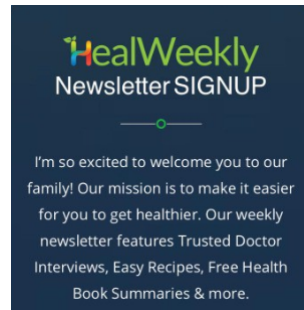 HealWeekly
Newsletter SIGNUP
I'm so excited to welcome you to our
family! Our mission is to make it easier
for you to get healthier. Our weekly
newsletter features Trusted Doctor
Interviews, Easy Recipes, Free Health
Book Summaries & more.